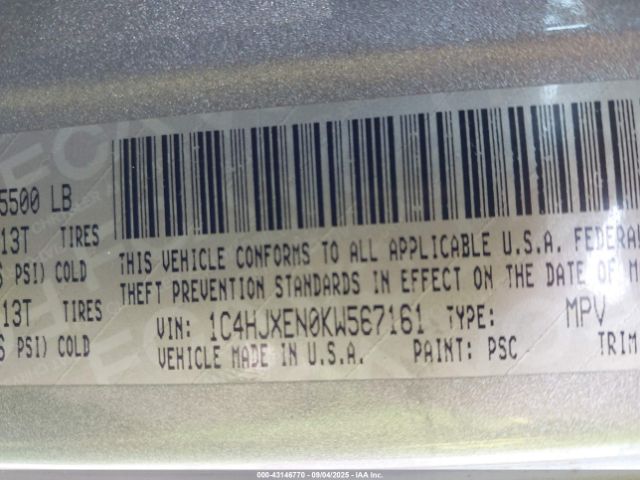 5500 LB
13T TIRES
PSI) COLD
13T TIRES
PSI) COLD
THIS VEHICLE CONFORMS TO ALL APPLICABLE U.S.A. FEDERAL
THEFT PREVENTION STANDARDS IN EFFECT ON THE DATE OF M
VIN: 1C4HJXEN0KW567161 TYPE: MPV
VEHICLE MADE IN U.S.A. PAINT: PSC TRIM
000-43146770 - 09/04/2025 - IAA Inc.